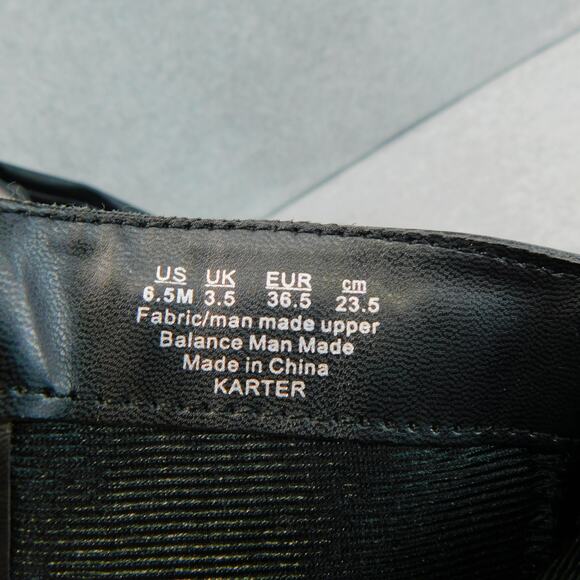 US UK EUR cm
6.5M 3.5 36.5 23.5
Fabric/man made upper
Balance Man Made
Made in China
KARTER